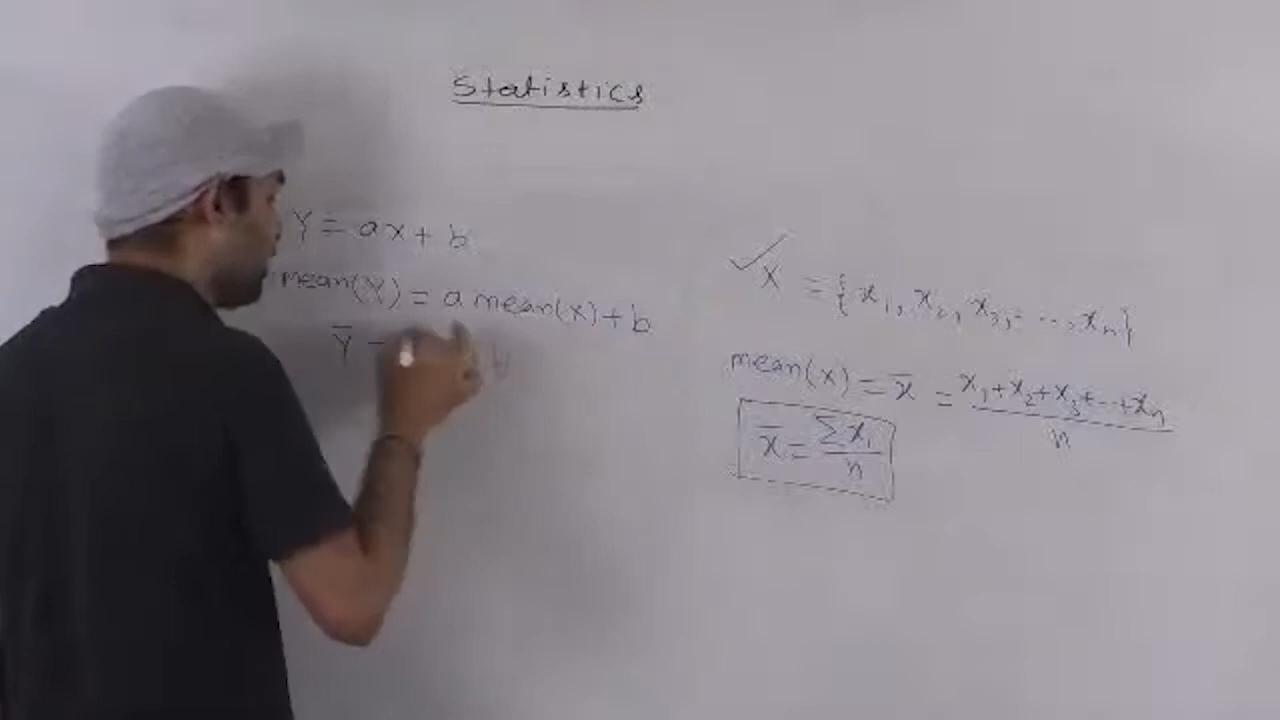 Statistics
Y = ax + b
mean(Y) = a mean(x) + b
Ȳ = b
✓ X = {x₁, x₂, x₃, ..., xₙ}
mean(x) = x̄ = (x₁+x₂+x₃+...+xₙ)/n
x̄ = Σxᵢ/n